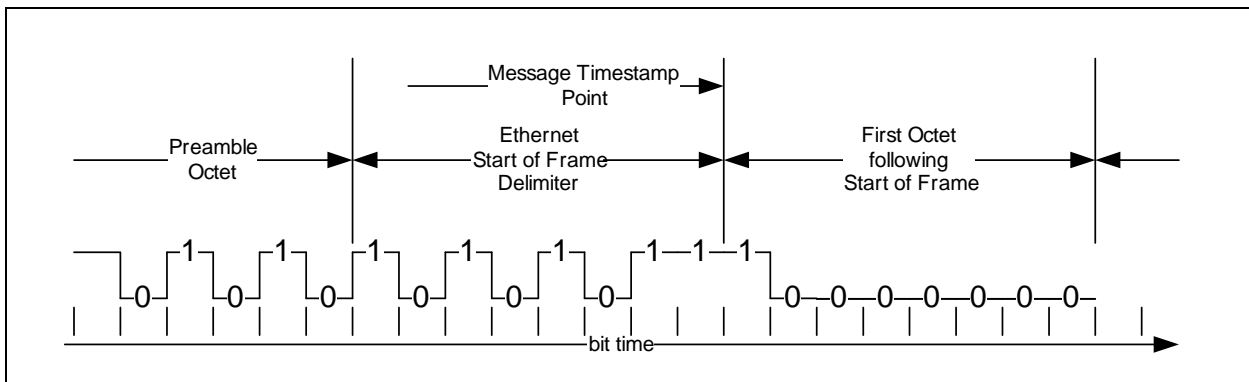 Message Timestamp
Point
Preamble
Octet
Ethernet
Start of Frame
Delimiter
First Octet
following
Start of Frame
0 1 0 1 0 1 0 1 0 1 0 1 1 1 0 0 0 0 0 0 0
bit time